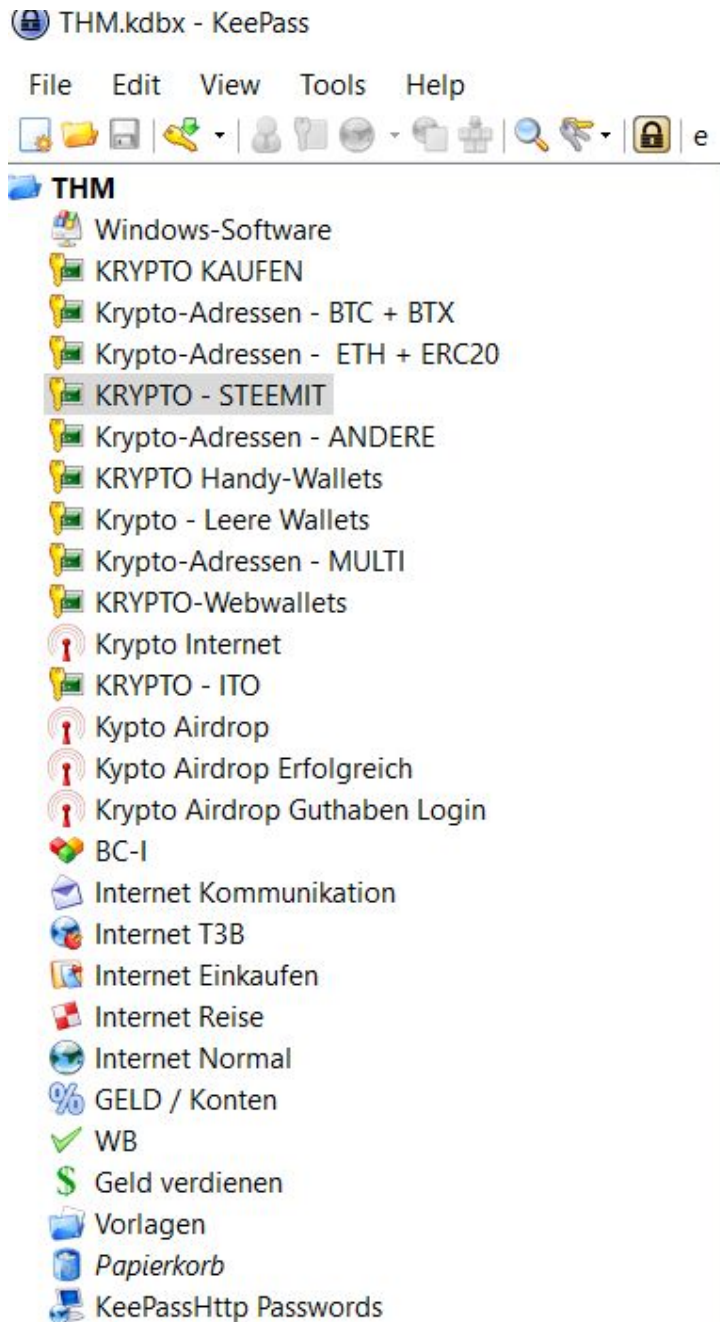 THM.kdbx - KeePass
File Edit View Tools Help
e
THM
Windows-Software
KRYPTO KAUFEN
Krypto-Adressen - BTC + BTX
Krypto-Adressen -  ETH + ERC20
KRYPTO - STEEMIT
Krypto-Adressen - ANDERE
KRYPTO Handy-Wallets
Krypto - Leere Wallets
Krypto-Adressen - MULTI
KRYPTO-Webwallets
Krypto Internet
KRYPTO - ITO
Kypto Airdrop
Kypto Airdrop Erfolgreich
Krypto Airdrop Guthaben Login
BC-I
Internet Kommunikation
Internet T3B
Internet Einkaufen
Internet Reise
Internet Normal
GELD / Konten
WB
Geld verdienen
Vorlagen
Papierkorb
KeePassHttp Passwords